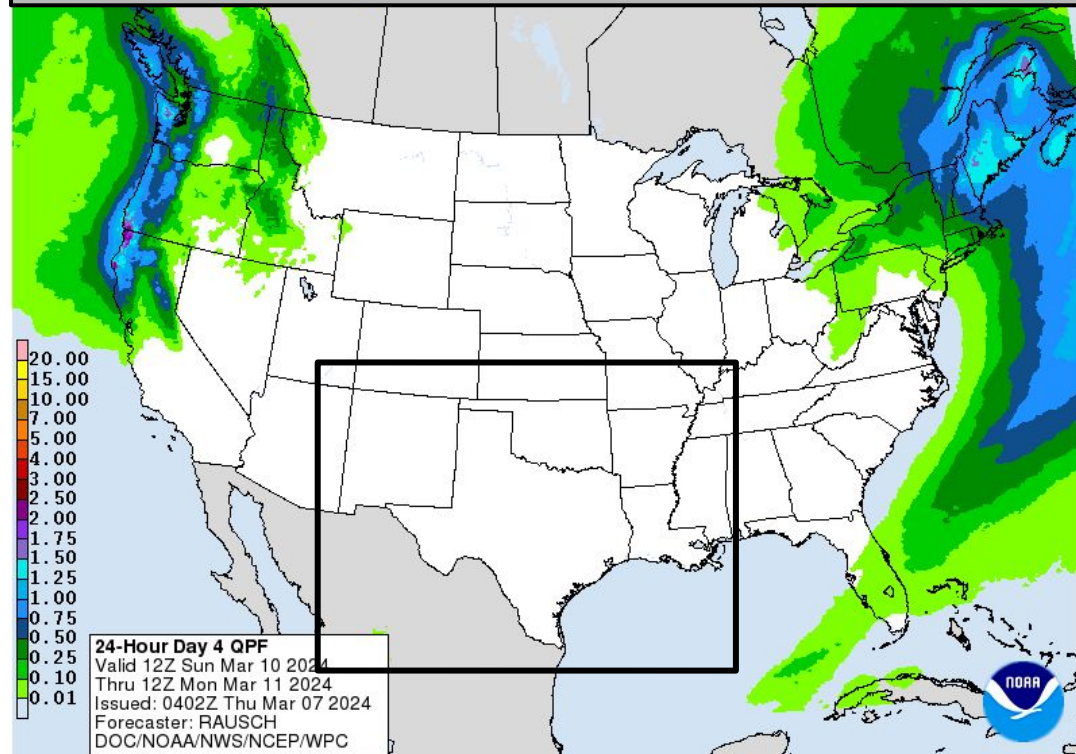 20.00
15.00
10.00
7.00
5.00
4.00
3.00
2.50
2.00
1.75
1.50
1.25
1.00
0.75
0.50
0.25
0.10
0.01
24-Hour Day 4 QPF
Valid 12Z Sun Mar 10 2024
Thru 12Z Mon Mar 11 2024
Issued: 0402Z Thu Mar 07 2024
Forecaster: RAUSCH
DOC/NOAA/NWS/NCEP/WPC
NOAA